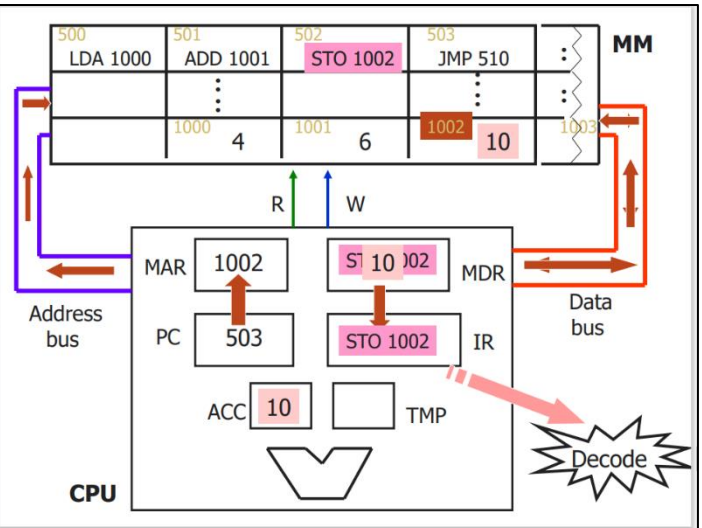 500 501 502 503
LDA 1000 ADD 1001 STO 1002 JMP 510 :
MM
: : :
1000 1001 1002 1003
4 6 10
R W
MAR 1002 10 MDR
Address
bus
Data
bus
PC 503 STO 1002 IR
ACC 10 TMP
Decode
CPU